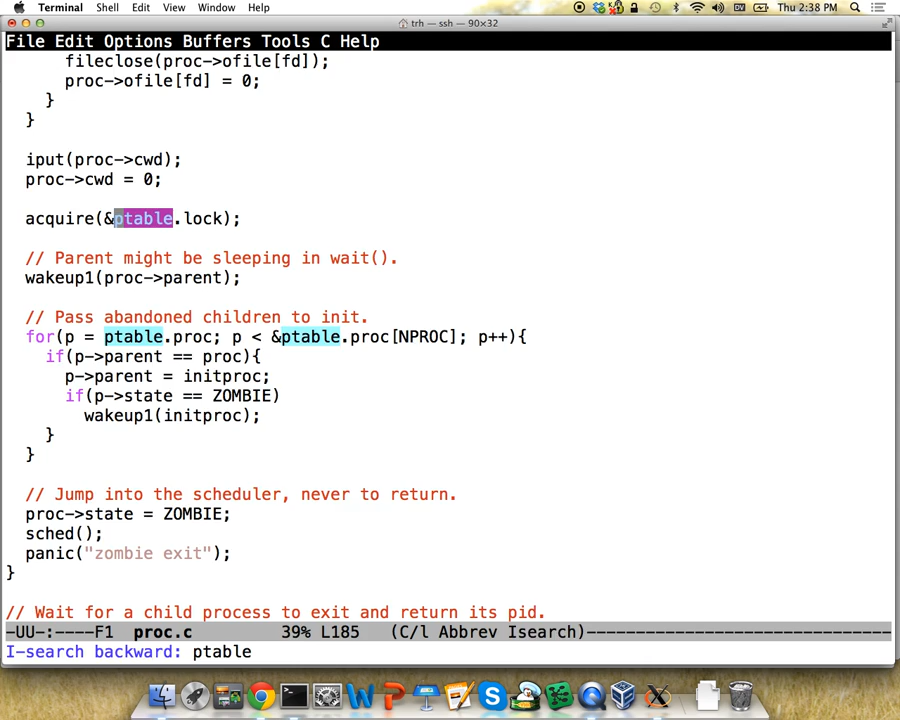 Terminal Shell Edit View Window Help Thu 2:38 PM
trh — ssh — 90×32
File Edit Options Buffers Tools C Help
fileclose(proc->ofile[fd]);
proc->ofile[fd] = 0;
}
}
iput(proc->cwd);
proc->cwd = 0;
acquire(&ptable.lock);
// Parent might be sleeping in wait().
wakeup1(proc->parent);
// Pass abandoned children to init.
for(p = ptable.proc; p < &ptable.proc[NPROC]; p++){
if(p->parent == proc){
p->parent = initproc;
if(p->state == ZOMBIE)
wakeup1(initproc);
}
}
// Jump into the scheduler, never to return.
proc->state = ZOMBIE;
sched();
panic("zombie exit");
}
// Wait for a child process to exit and return its pid.
-UU-:----F1 proc.c 39% L185 (C/l Abbrev Isearch)-------------------------------
I-search backward: ptable